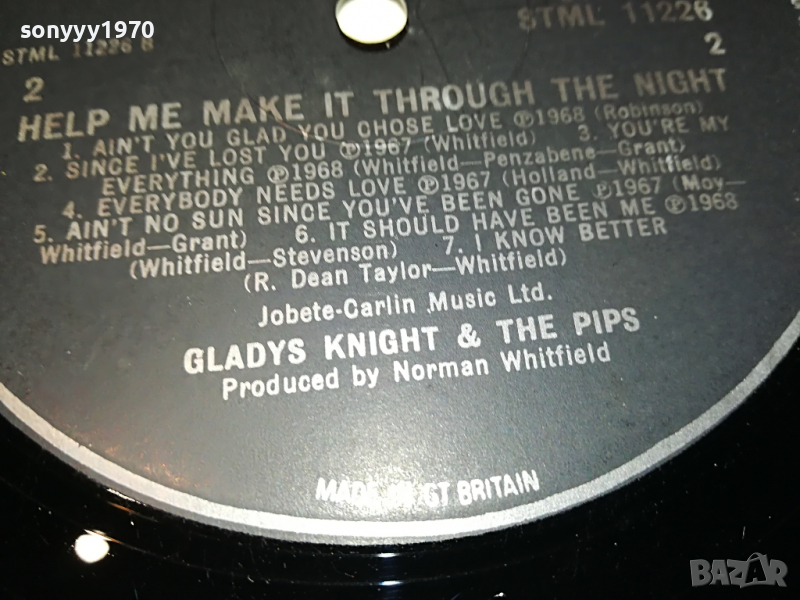 sonyyy1970
STML 11226 B
STML 11226
2
2
HELP ME MAKE IT THROUGH THE NIGHT
1. AIN'T YOU GLAD YOU CHOSE LOVE ℗1968 (Robinson)
2. SINCE I'VE LOST YOU ℗1967 (Whitfield) 3. YOU'RE MY
EVERYTHING ℗1968 (Whitfield—Penzabene—Grant)
4. EVERYBODY NEEDS LOVE ℗1967 (Holland—Whitfield)
5. AIN'T NO SUN SINCE YOU'VE BEEN GONE ℗1967 (Moy—
Whitfield—Grant) 6. IT SHOULD HAVE BEEN ME ℗1968
(Whitfield—Stevenson) 7. I KNOW BETTER
(R. Dean Taylor—Whitfield)
Jobete-Carlin Music Ltd.
GLADYS KNIGHT & THE PIPS
Produced by Norman Whitfield
MADE IN GT BRITAIN
BAZAR